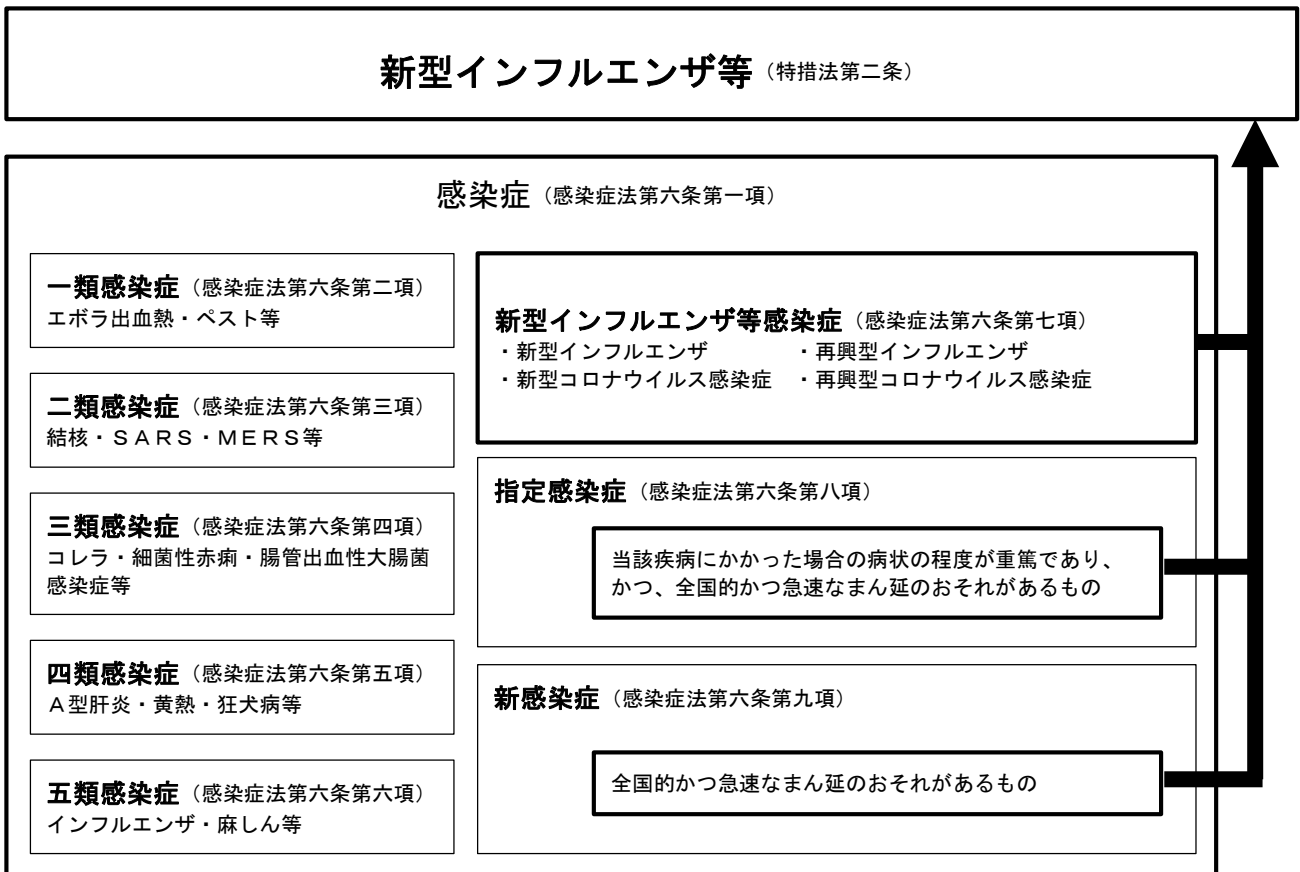 新型インフルエンザ等（特措法第二条）
感染症（感染症法第六条第一項）
一類感染症（感染症法第六条第二項）
エボラ出血熱・ペスト等
二類感染症（感染症法第六条第三項）
結核・ＳＡＲＳ・ＭＥＲＳ等
三類感染症（感染症法第六条第四項）
コレラ・細菌性赤痢・腸管出血性大腸菌
感染症等
四類感染症（感染症法第六条第五項）
Ａ型肝炎・黄熱・狂犬病等
五類感染症（感染症法第六条第六項）
インフルエンザ・麻しん等
新型インフルエンザ等感染症（感染症法第六条第七項）
・新型インフルエンザ　　　　・再興型インフルエンザ
・新型コロナウイルス感染症　・再興型コロナウイルス感染症
指定感染症（感染症法第六条第八項）
当該疾病にかかった場合の病状の程度が重篤であり、
かつ、全国的かつ急速なまん延のおそれがあるもの
新感染症（感染症法第六条第九項）
全国的かつ急速なまん延のおそれがあるもの